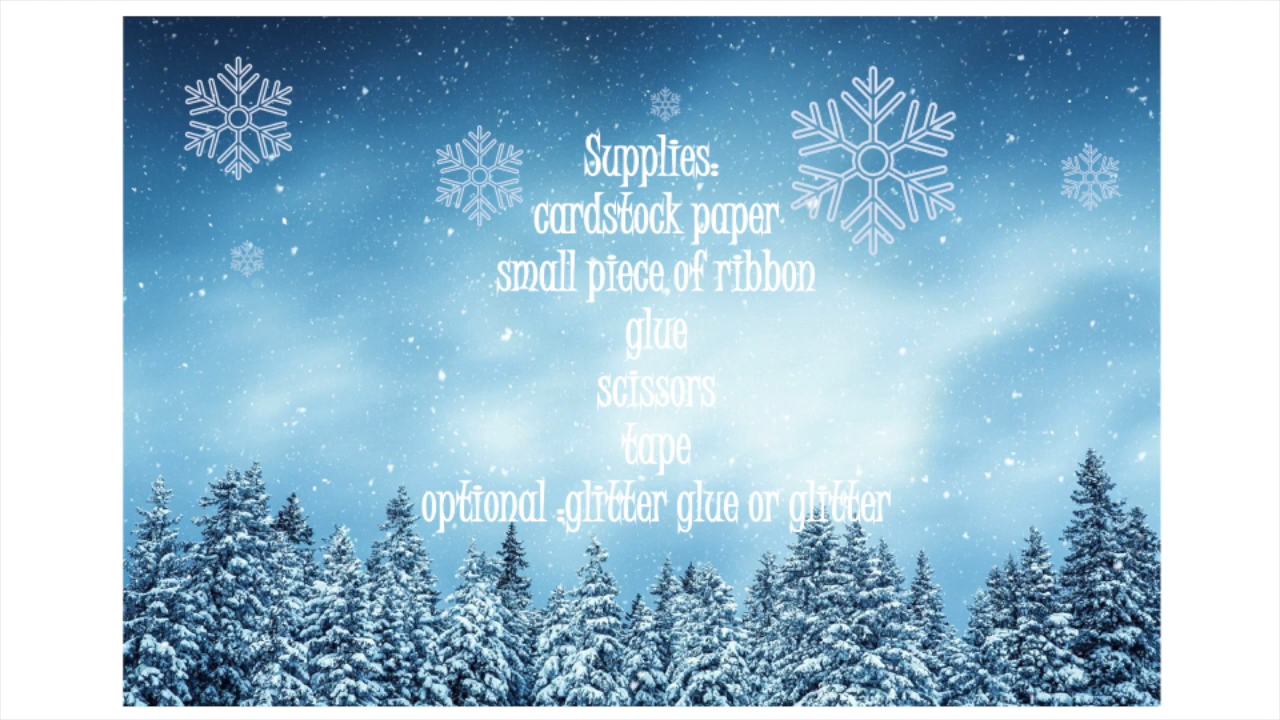 Supplies:
cardstock paper
small piece of ribbon
glue
scissors
tape
optional :glitter glue or glitter